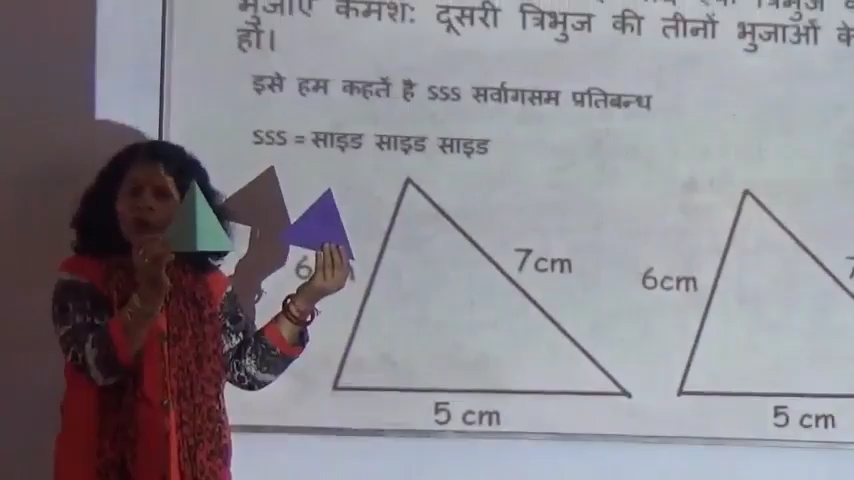 भुजाएँ क्रमशः दूसरी त्रिभुज की तीनों भुजाओं के
हो।
इसे हम कहतें है SSS सर्वागसम प्रतिबन्ध
SSS = साइड साइड साइड
7cm
6cm
5 cm
5 cm